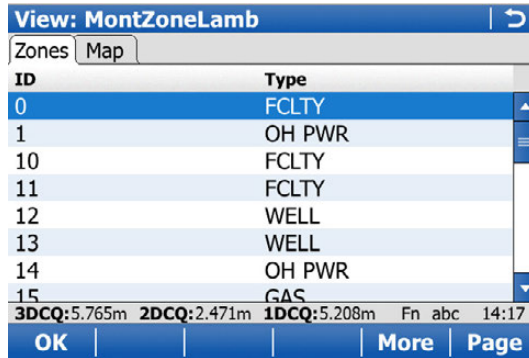 View: MontZoneLamb
Zones Map
ID Type
0 FCLTY
1 OH PWR
10 FCLTY
11 FCLTY
12 WELL
13 WELL
14 OH PWR
15 GAS
3DCQ:5.765m 2DCQ:2.471m 1DCQ:5.208m Fn abc 14:17
OK More Page